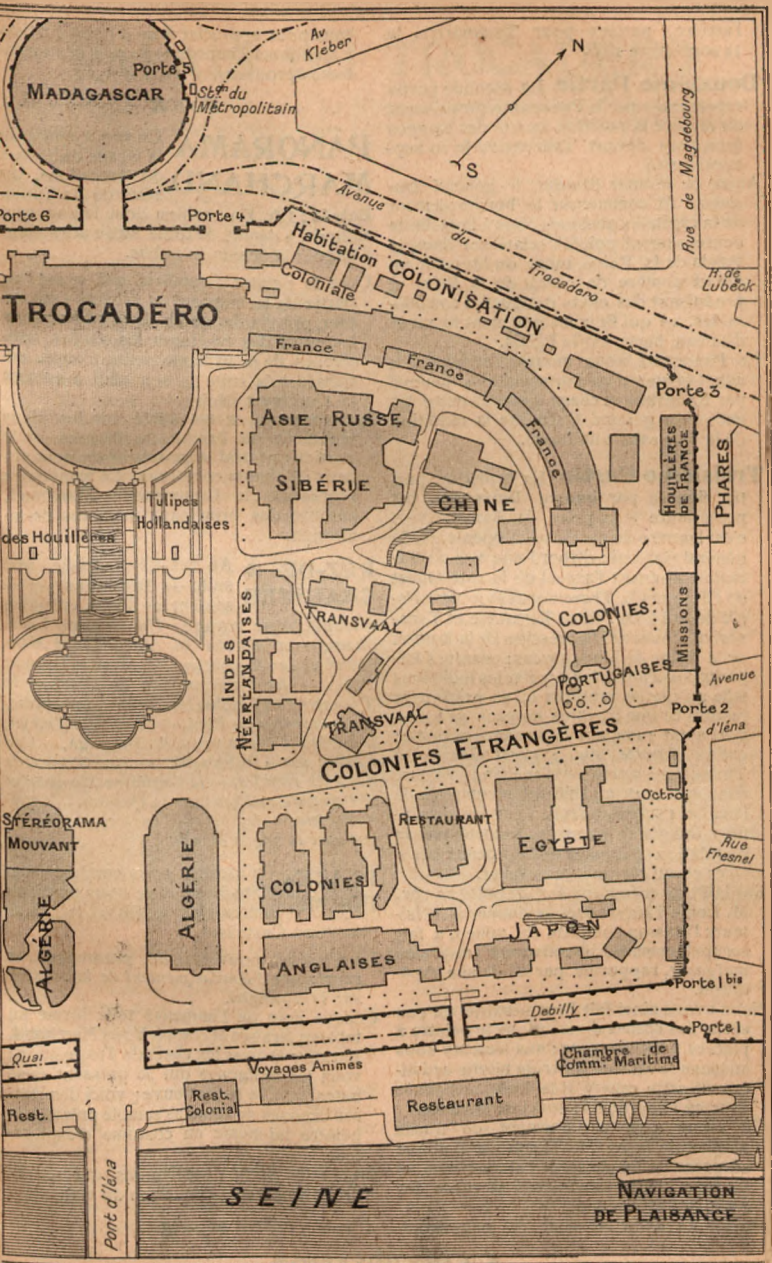 Av
Kléber
N
S
Porte 5
MADAGASCAR
Ston du
Métropolitain
Rue de Magdebourg
Porte 6
Porte 4
Avenue du Trocadero
R. de
Lubeck
Habitation
Coloniale
COLONISATION
TROCADÉRO
France
France
France
Porte 3
ASIE RUSSE
SIBÉRIE
CHINE
HOUILLÈRES
DE FRANCE
PHARES
Tulipes
Hollandaises
des Houillères
INDES
NÉERLANDAISES
TRANSVAAL
COLONIES
PORTUGAISES
MISSIONS
Avenue
d'Iéna
Porte 2
TRANSVAAL
COLONIES ETRANGÈRES
Octroi
STÉRÉORAMA
MOUVANT
ALGÉRIE
ALGÉRIE
RESTAURANT
EGYPTE
Rue
Fresnel
COLONIES
ANGLAISES
JAPON
Porte 1 bis
Debilly
Porte 1
Quai
Voyages Animés
Chambre de
Comm.ce Maritime
Rest.
Rest.
Colonial
Restaurant
Pont d'Iéna
SEINE
NAVIGATION
DE PLAISANCE